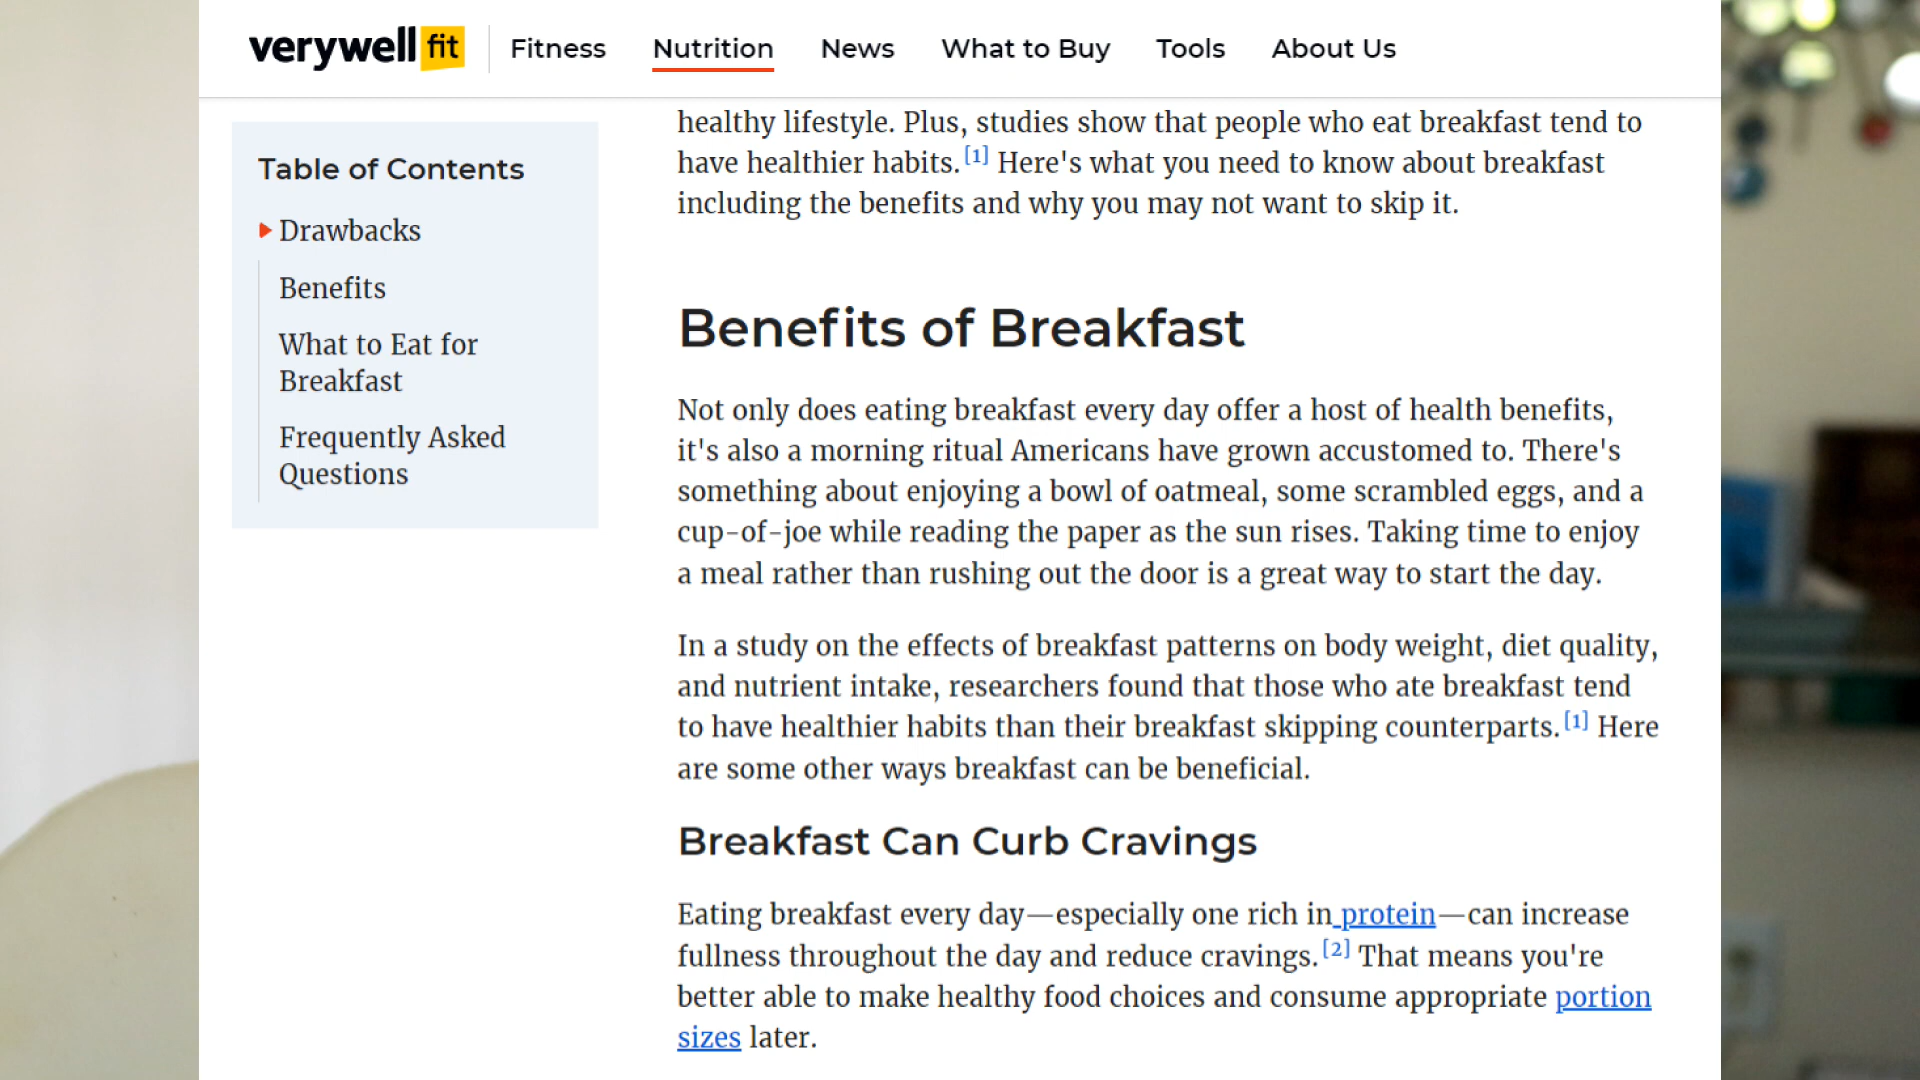 verywell fit
Fitness
Nutrition
News
What to Buy
Tools
About Us
Table of Contents
Drawbacks
Benefits
What to Eat for
Breakfast
Frequently Asked
Questions
healthy lifestyle. Plus, studies show that people who eat breakfast tend to
have healthier habits.[1] Here's what you need to know about breakfast
including the benefits and why you may not want to skip it.
Benefits of Breakfast
Not only does eating breakfast every day offer a host of health benefits,
it's also a morning ritual Americans have grown accustomed to. There's
something about enjoying a bowl of oatmeal, some scrambled eggs, and a
cup-of-joe while reading the paper as the sun rises. Taking time to enjoy
a meal rather than rushing out the door is a great way to start the day.
In a study on the effects of breakfast patterns on body weight, diet quality,
and nutrient intake, researchers found that those who ate breakfast tend
to have healthier habits than their breakfast skipping counterparts.[1] Here
are some other ways breakfast can be beneficial.
Breakfast Can Curb Cravings
Eating breakfast every day—especially one rich in protein—can increase
fullness throughout the day and reduce cravings.[2] That means you're
better able to make healthy food choices and consume appropriate portion
sizes later.